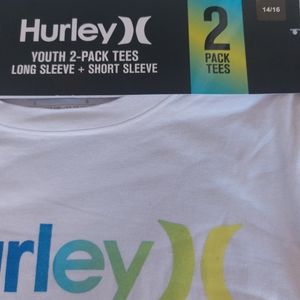 Hurley
14/16
YOUTH 2-PACK TEES
LONG SLEEVE + SHORT SLEEVE
2
PACK
TEES
urley